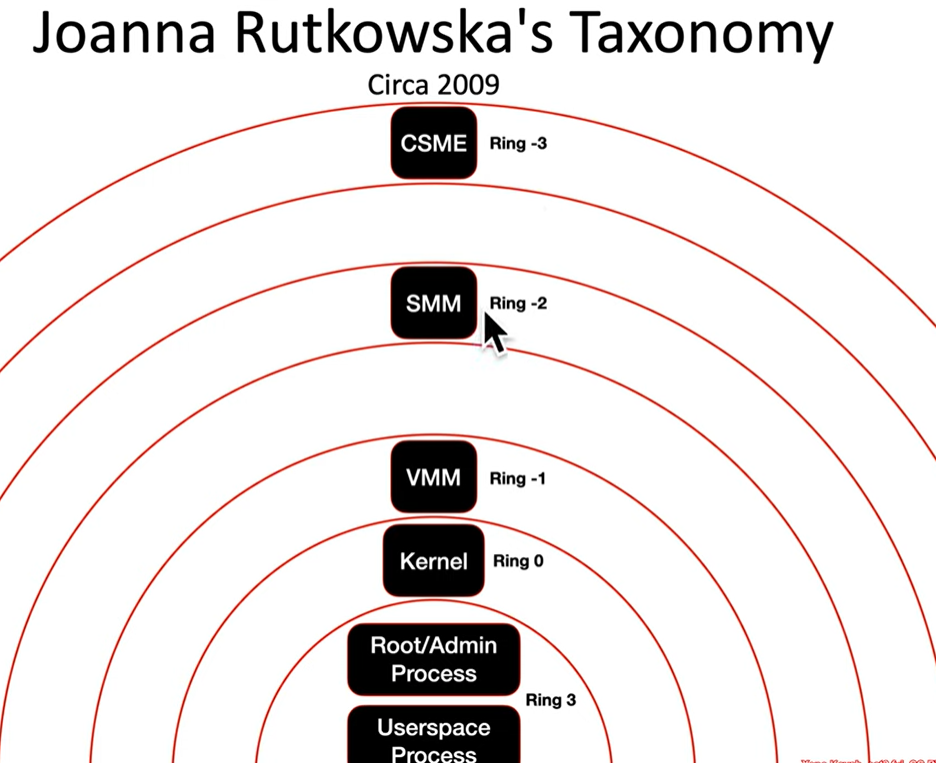 Joanna Rutkowska's Taxonomy
Circa 2009
CSME Ring -3
SMM Ring -2
VMM Ring -1
Kernel Ring 0
Root/Admin
Process
Ring 3
Userspace
Process